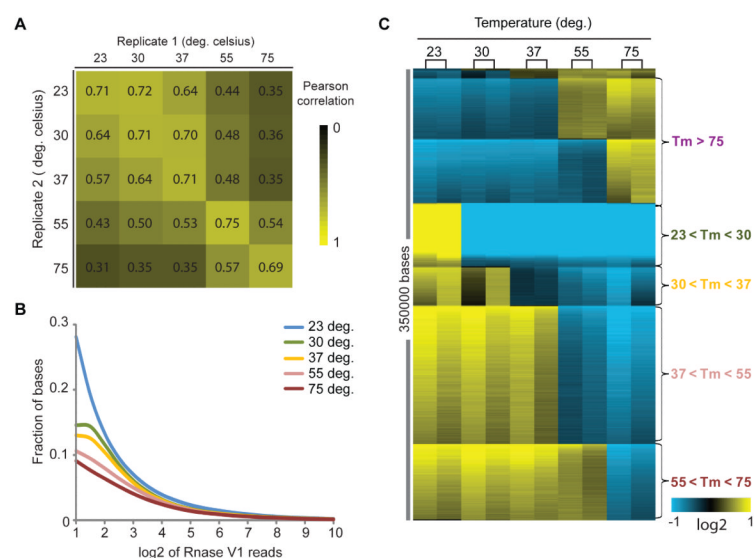 A
Replicate 1 (deg. celsius)
23 30 37 55 75
Replicate 2 ( deg. celsius)
23 0.71 0.72 0.64 0.44 0.35
30 0.64 0.71 0.70 0.48 0.36
37 0.57 0.64 0.71 0.48 0.35
55 0.43 0.50 0.53 0.75 0.54
75 0.31 0.35 0.35 0.57 0.69
Pearson
correlation
0
1
B
Fraction of bases
0.3
0.2
0.1
0
1 2 3 4 5 6 7 8 9 10
log2 of Rnase V1 reads
23 deg.
30 deg.
37 deg.
55 deg.
75 deg.
C
Temperature (deg.)
23 30 37 55 75
350000 bases
Tm > 75
23 < Tm < 30
30 < Tm < 37
37 < Tm < 55
55 < Tm < 75
-1 log2 1